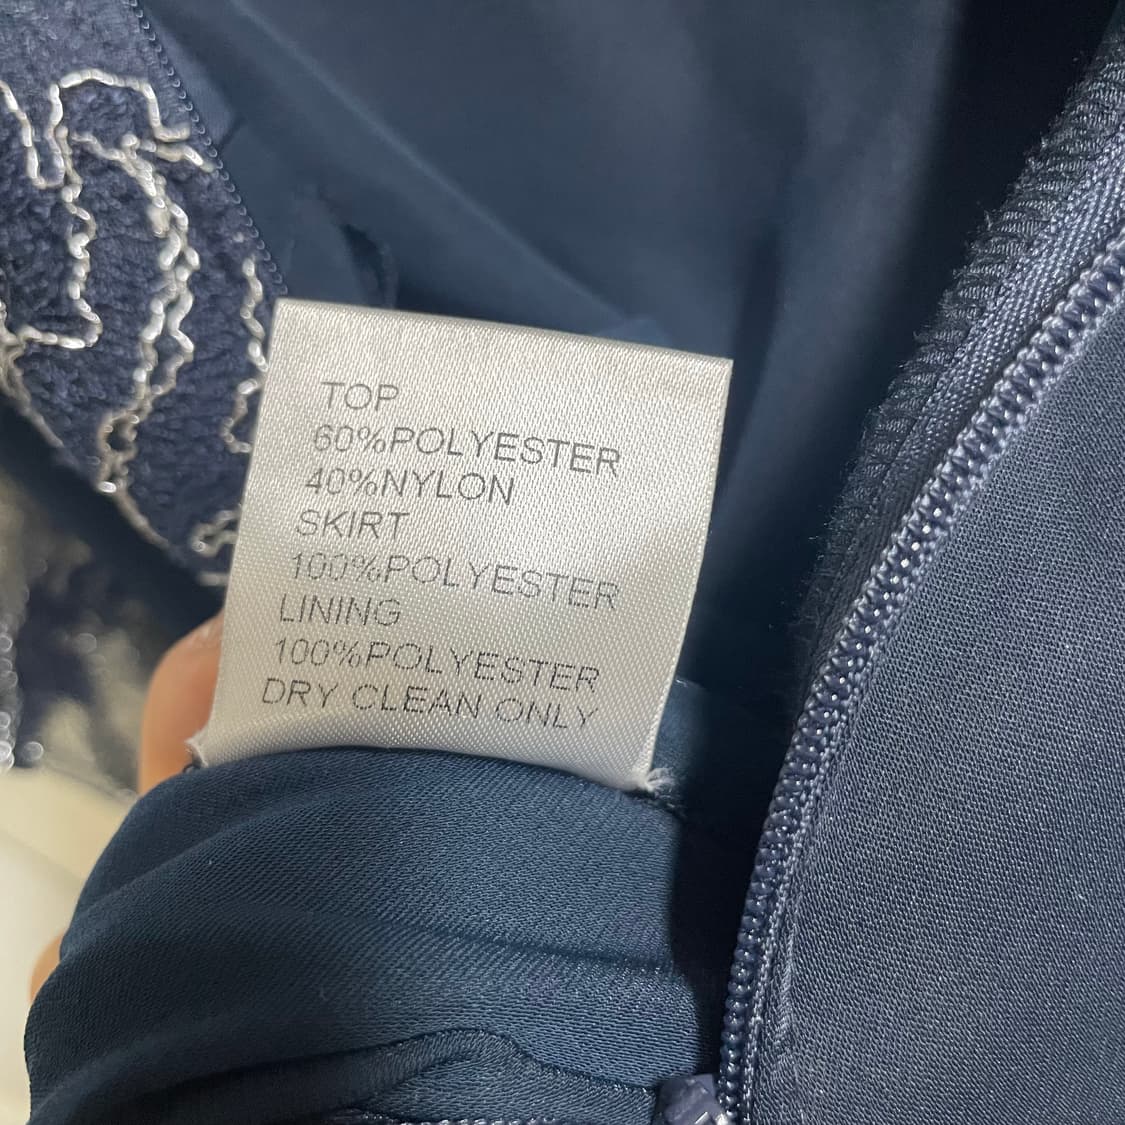 TOP
60%POLYESTER
40%NYLON
SKIRT
100%POLYESTER
LINING
100%POLYESTER
DRY CLEAN ONLY